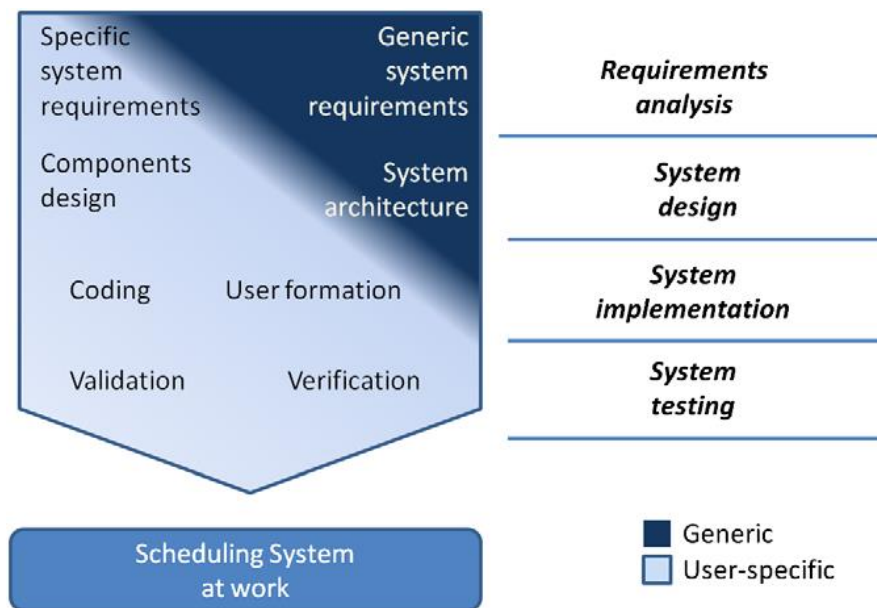 Specific
system
requirements
Generic
system
requirements
Requirements
analysis
Components
design
System
architecture
System
design
Coding
User formation
System
implementation
Validation
Verification
System
testing
Scheduling System
at work
Generic
User-specific